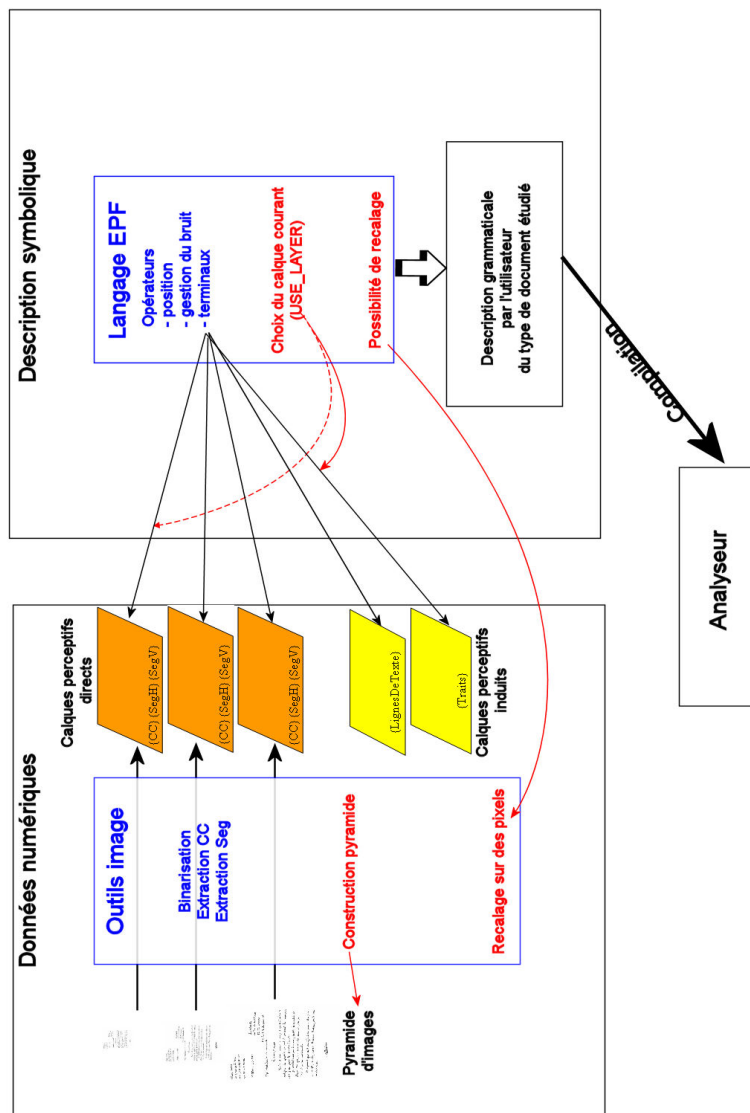 Données numériques
Outils image
Binarisation
Extraction CC
Extraction Seg
Construction pyramide
Recalage sur des pixels
Pyramide
d'images
Calques perceptifs
directs
(CC) (SegH) (SegV)
(CC) (SegH) (SegV)
(CC) (SegH) (SegV)
(LignesDeTexte)
(Traits)
Calques perceptifs
induits
Description symbolique
Langage EPF
Opérateurs
- position
- gestion du bruit
- terminaux
Choix du calque courant
(USE_LAYER)
Possibilité de recalage
Description grammaticale
par l'utilisateur
du type de document étudié
Compilation
Analyseur